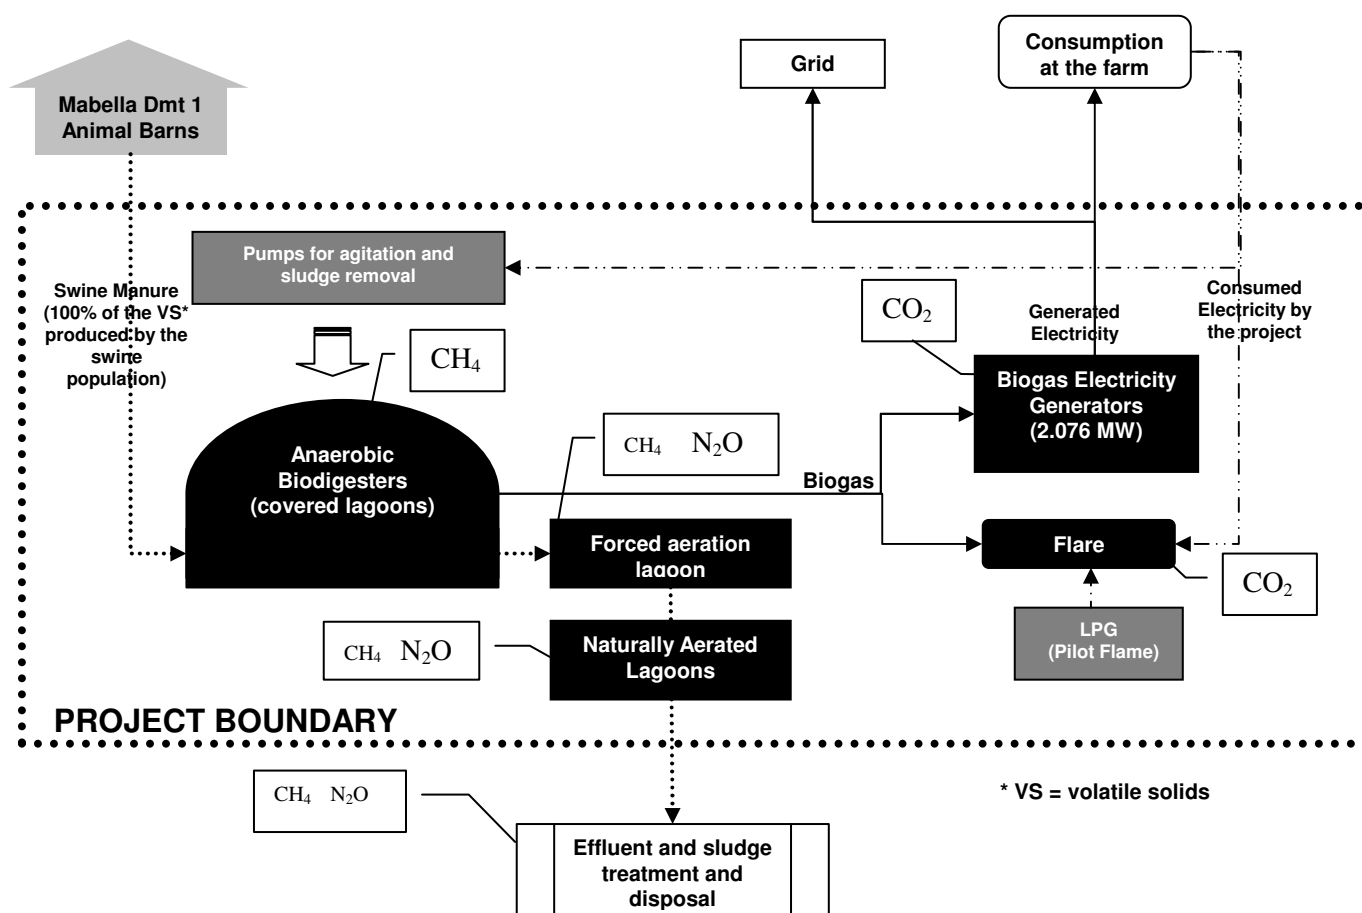 Mabella Dmt 1
Animal Barns
Grid
Consumption
at the farm
Pumps for agitation and
sludge removal
Swine Manure
(100% of the VS*
produced by the
swine
population)
CH₄
CO₂
Generated
Electricity
Consumed
Electricity by
the project
Biogas Electricity
Generators
(2.076 MW)
Anaerobic
Biodigesters
(covered lagoons)
CH₄ N₂O
Biogas
Forced aeration
lagoon
Flare
CO₂
LPG
(Pilot Flame)
CH₄ N₂O
Naturally Aerated
Lagoons
PROJECT BOUNDARY
CH₄ N₂O
* VS = volatile solids
Effluent and sludge
treatment and
disposal